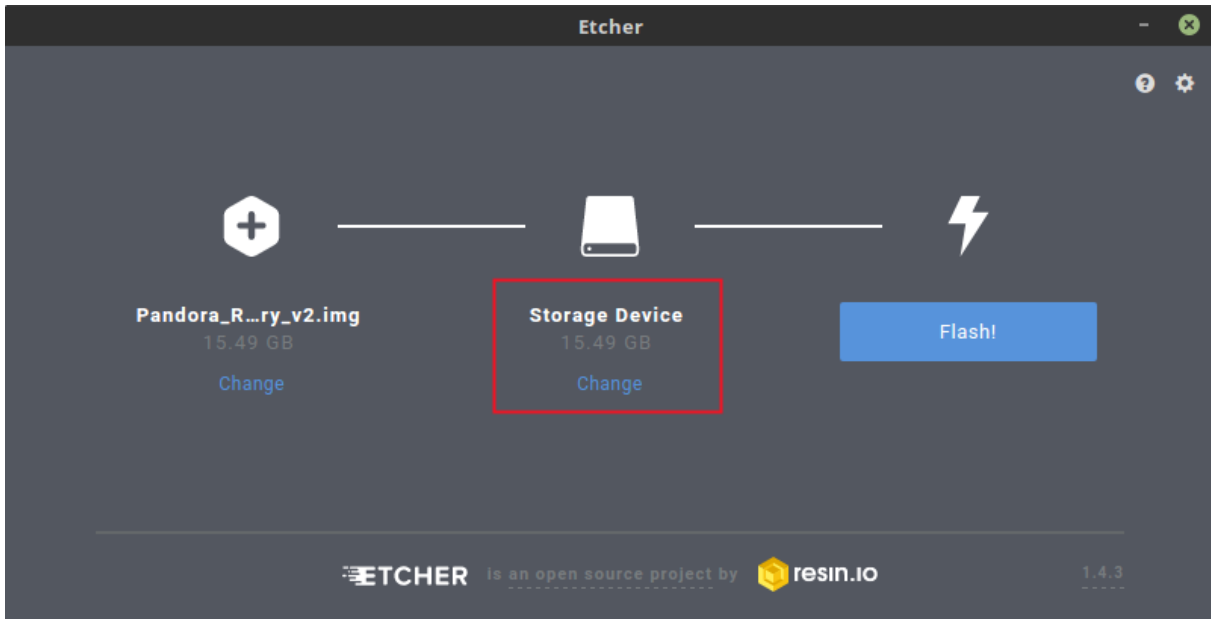 Etcher
Pandora_R...ry_v2.img
15.49 GB
Change
Storage Device
15.49 GB
Change
Flash!
ETCHER is an open source project by resin.io
1.4.3